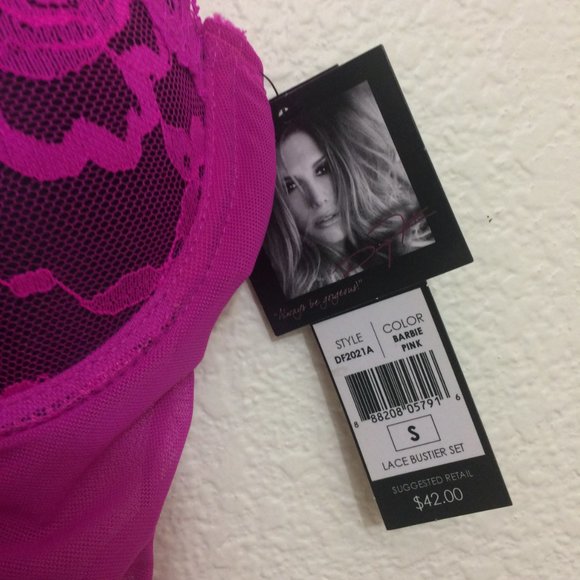 "Always be gorgeous!"
STYLE
DF2021A
COLOR
BARBIE
PINK
8 88208 05791 6
S
LACE BUSTIER SET
SUGGESTED RETAIL
$42.00